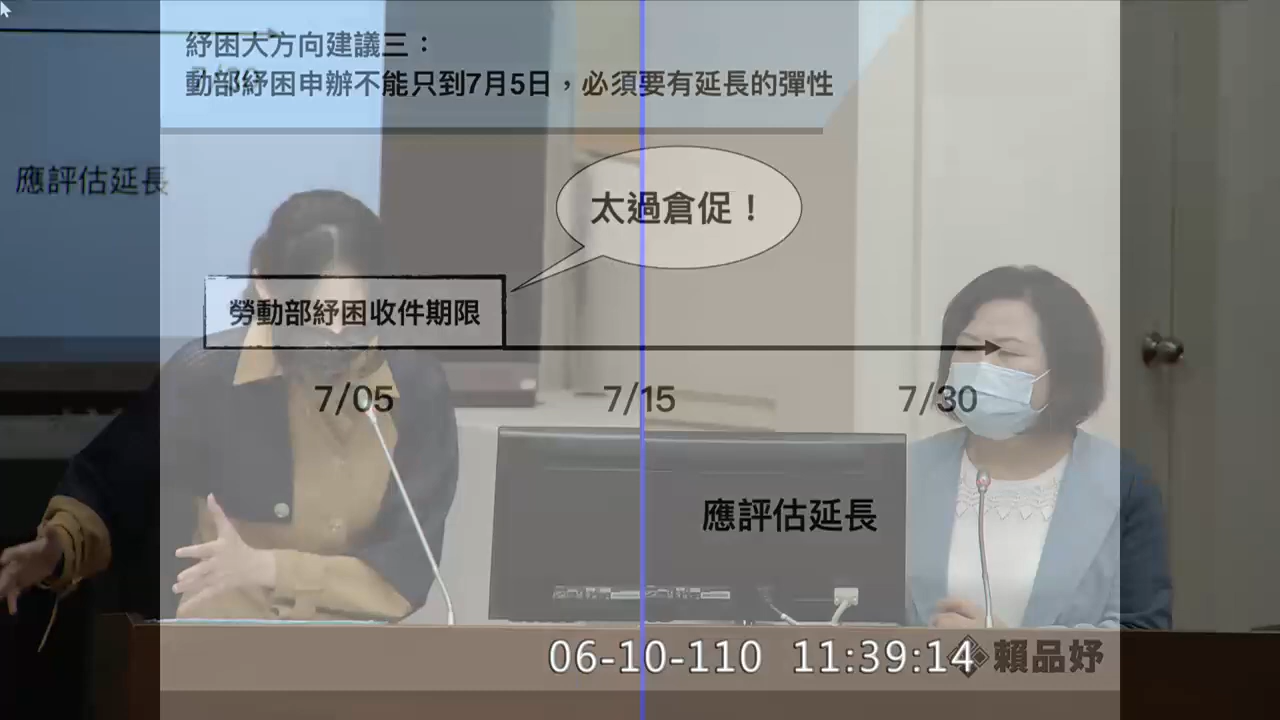 紓困大方向建議三：
動部紓困申辦不能只到7月5日，必須要有延長的彈性
應評估延長
太過倉促！
勞動部紓困收件期限
7/05
7/15
7/30
應評估延長
06-10-110 11:39:14
賴品妤